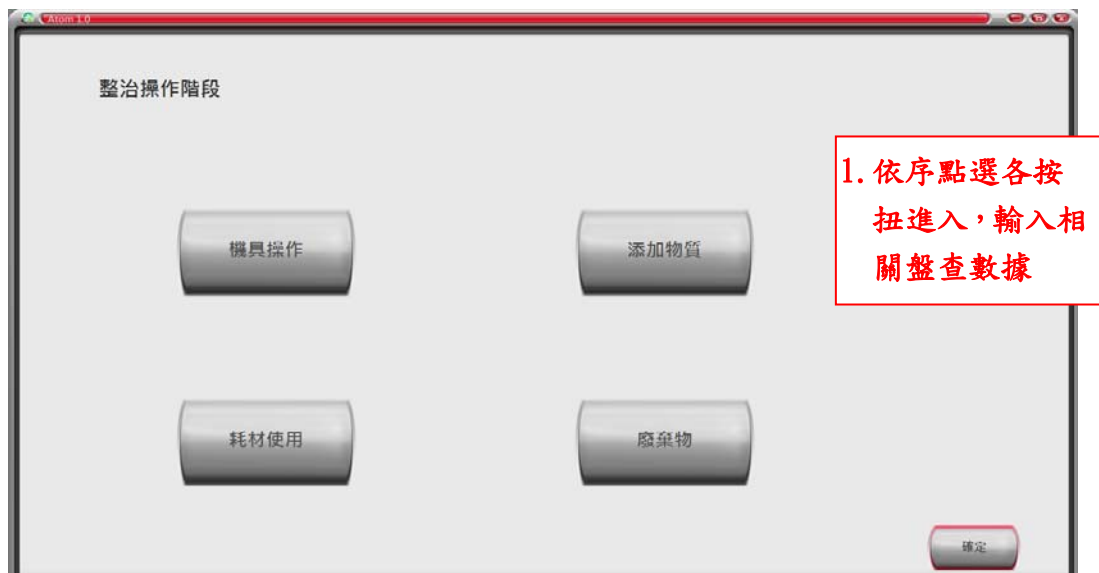 Atom 1.0
整治操作階段
1. 依序點選各按
扭進入，輸入相
關盤查數據
機具操作
添加物質
耗材使用
廢棄物
確定